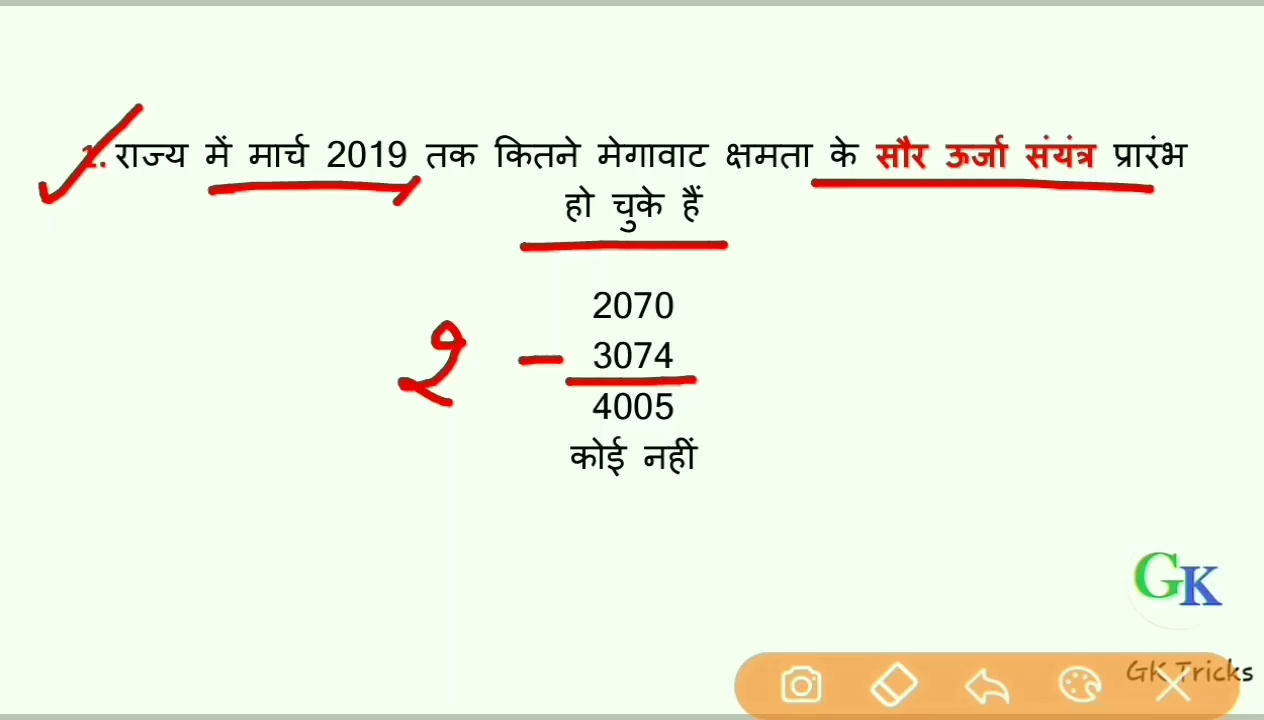 1. राज्य में मार्च 2019 तक कितने मेगावाट क्षमता के सौर ऊर्जा संयंत्र प्रारंभ
हो चुके हैं
2070
3074
4005
कोई नहीं
2
GK
GK Tricks